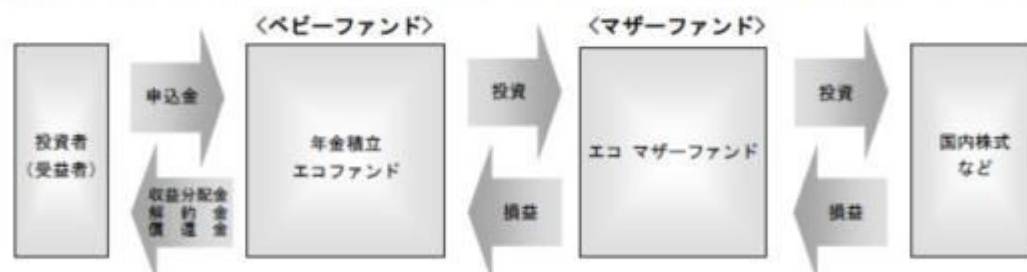 〈ベビーファンド〉
〈マザーファンド〉
投資者
（受益者）
申込金
収益分配金
解約金
償還金
年金積立
エコファンド
投資
損益
エコ マザーファンド
投資
損益
国内株式
など